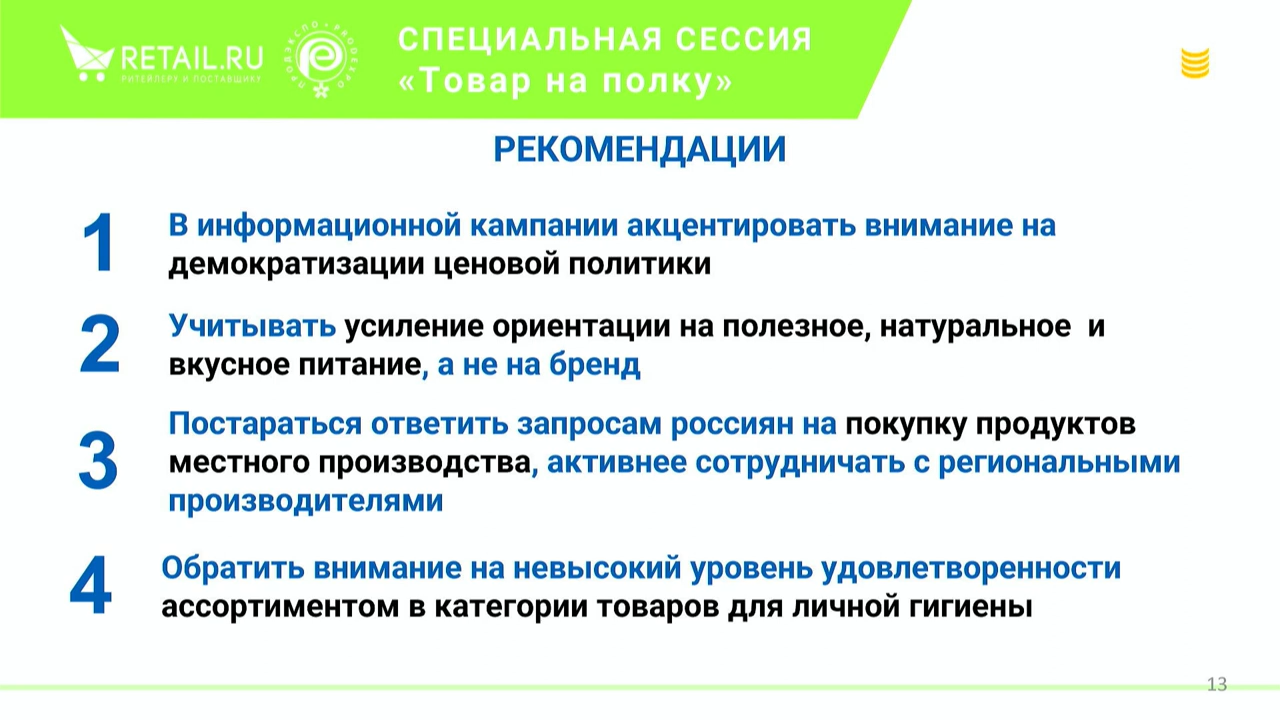 RETAIL.RU
РИТЕЙЛЕРУ И ПОСТАВЩИКУ
СПЕЦИАЛЬНАЯ СЕССИЯ
«Товар на полку»
РЕКОМЕНДАЦИИ
1
В информационной кампании акцентировать внимание на
демократизации ценовой политики
2
Учитывать усиление ориентации на полезное, натуральное и
вкусное питание, а не на бренд
3
Постараться ответить запросам россиян на покупку продуктов
местного производства, активнее сотрудничать с региональными
производителями
4
Обратить внимание на невысокий уровень удовлетворенности
ассортиментом в категории товаров для личной гигиены
13